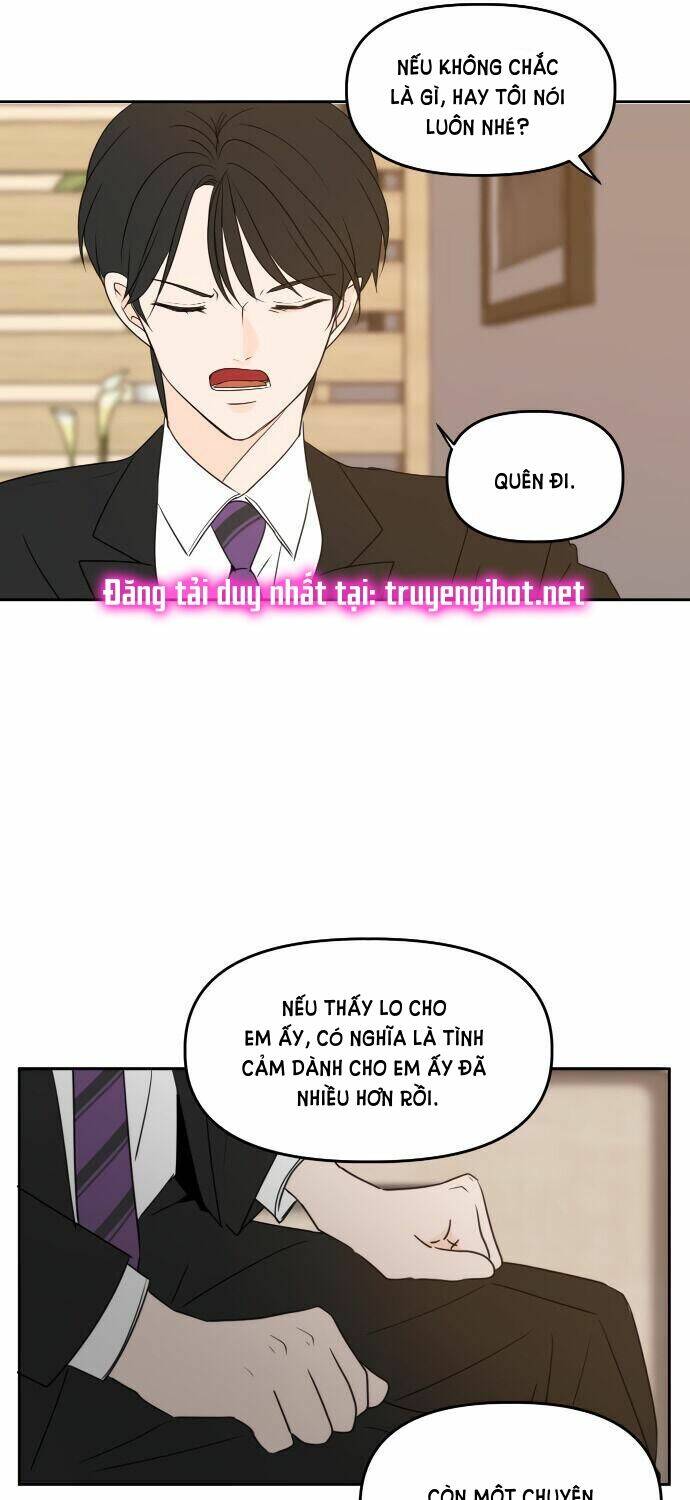 NẾU KHÔNG CHẮC
LÀ GÌ, HAY TÔI NÓI
LUÔN NHÉ?
QUÊN ĐI.
Đăng tải duy nhất tại: truyengihot.net
NẾU THẤY LO CHO
EM ẤY, CÓ NGHĨA LÀ TÌNH
CẢM DÀNH CHO EM ẤY ĐÃ
NHIỀU HƠN RỒI.
CÒN MỘT CHUYỆN